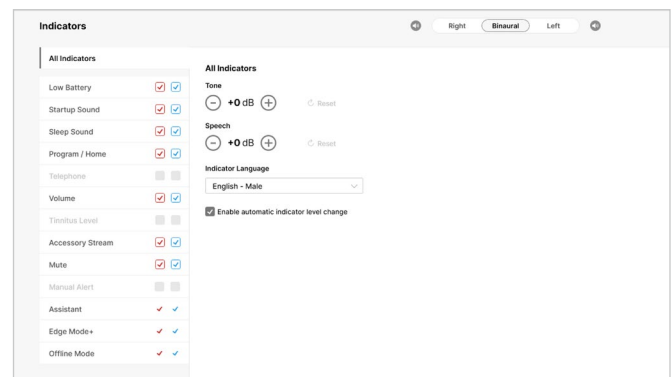 Indicators
Right Binaural Left
All Indicators
Low Battery
Startup Sound
Sleep Sound
Program / Home
Telephone
Volume
Tinnitus Level
Accessory Stream
Mute
Manual Alert
Assistant
Edge Mode+
Offline Mode
All Indicators
Tone
+0 dB Reset
Speech
+0 dB Reset
Indicator Language
English - Male
Enable automatic indicator level change